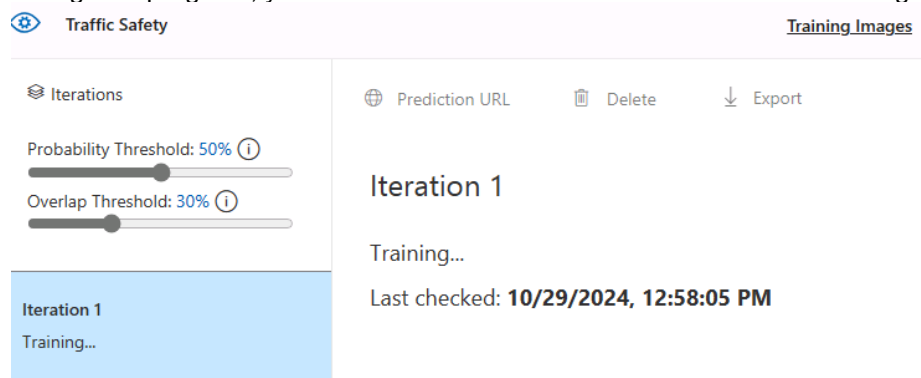 Traffic Safety
Training Images
Iterations
Probability Threshold: 50%
Overlap Threshold: 30%
Iteration 1
Training...
Prediction URL
Delete
Export
Iteration 1
Training...
Last checked: 10/29/2024, 12:58:05 PM